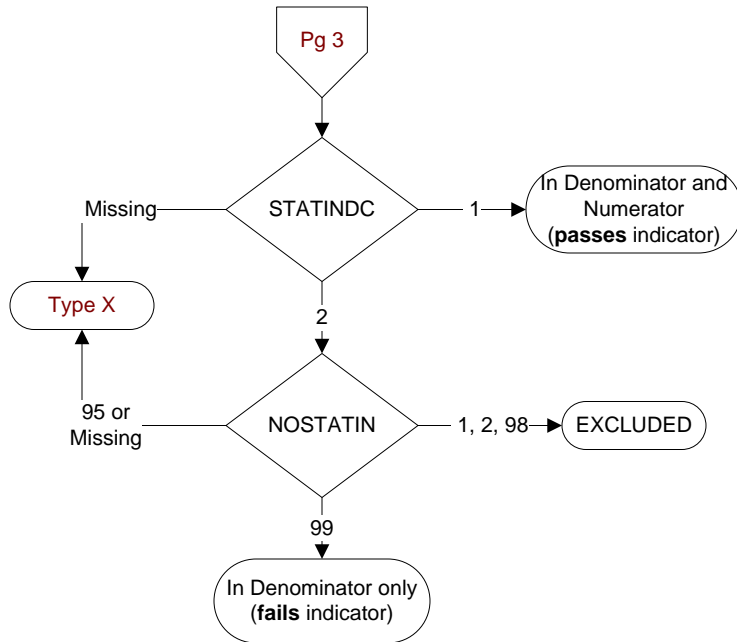 Pg 3
STATINDC
Missing
1
In Denominator and
Numerator
(passes indicator)
Type X
2
NOSTATIN
95 or
Missing
1, 2, 98
EXCLUDED
99
In Denominator only
(fails indicator)